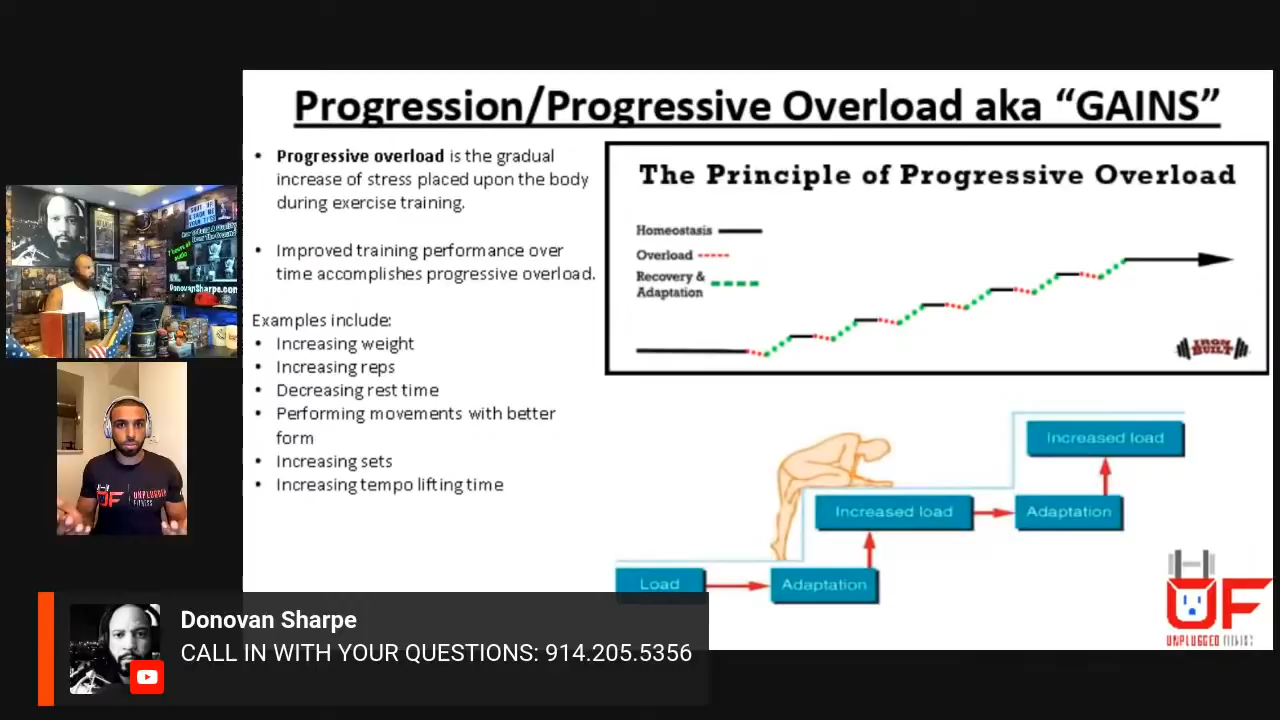 Progression/Progressive Overload aka “GAINS”
• Progressive overload is the gradual
increase of stress placed upon the body
during exercise training.
• Improved training performance over
time accomplishes progressive overload.
Examples include:
• Increasing weight
• Increasing reps
• Decreasing rest time
• Performing movements with better
form
• Increasing sets
• Increasing tempo lifting time
The Principle of Progressive Overload
Homeostasis
Overload
Recovery &
Adaptation
IRON
BUILT
Increased load
Increased load
Adaptation
Load
Adaptation
UF
UNPLUGGED FITNESS
DonovanSharpe.com
UF UNPLUGGED
FITNESS
Donovan Sharpe
CALL IN WITH YOUR QUESTIONS: 914.205.5356